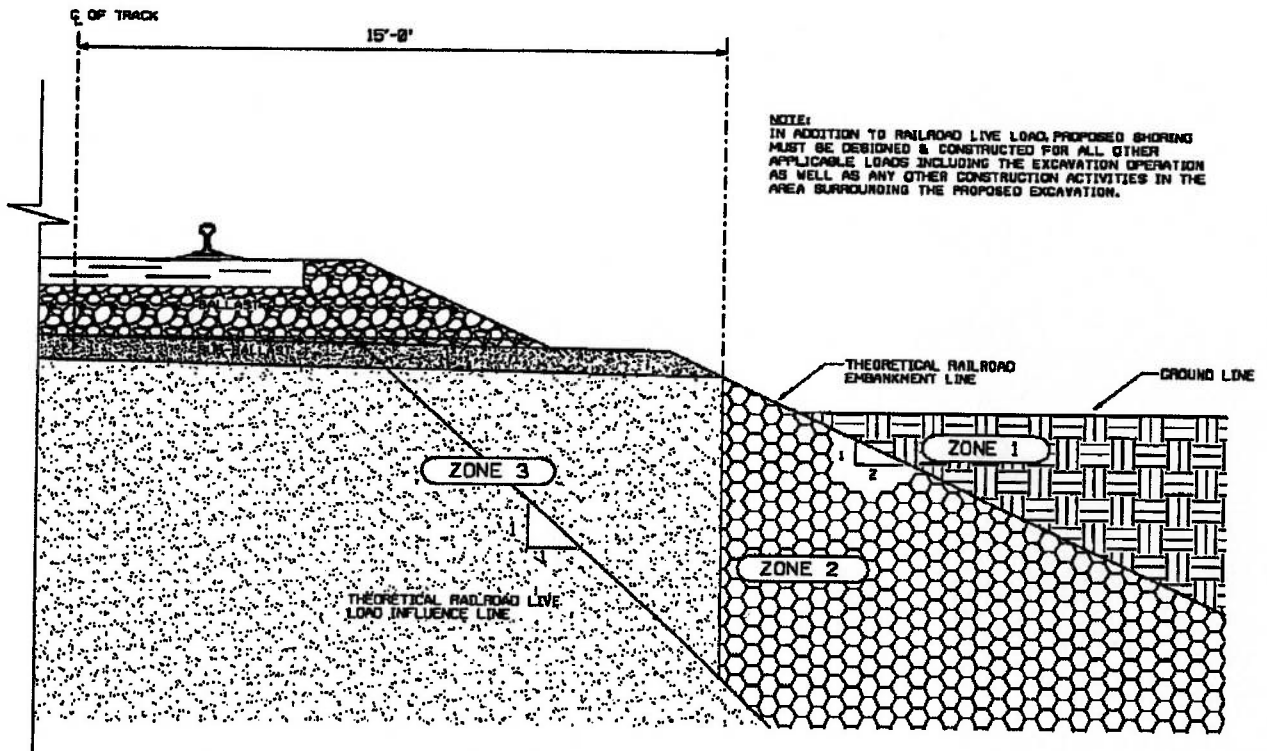 ℄ OF TRACK
15'-0"
NOTE:
IN ADDITION TO RAILROAD LIVE LOAD, PROPOSED SHORING
MUST BE DESIGNED & CONSTRUCTED FOR ALL OTHER
APPLICABLE LOADS INCLUDING THE EXCAVATION OPERATION
AS WELL AS ANY OTHER CONSTRUCTION ACTIVITIES IN THE
AREA SURROUNDING THE PROPOSED EXCAVATION.
BALLAST
SUB-BALLAST
THEORETICAL RAILROAD
EMBANKMENT LINE
GROUND LINE
ZONE 1
1
2
ZONE 3
1
1
ZONE 2
THEORETICAL RAILROAD LIVE
LOAD INFLUENCE LINE